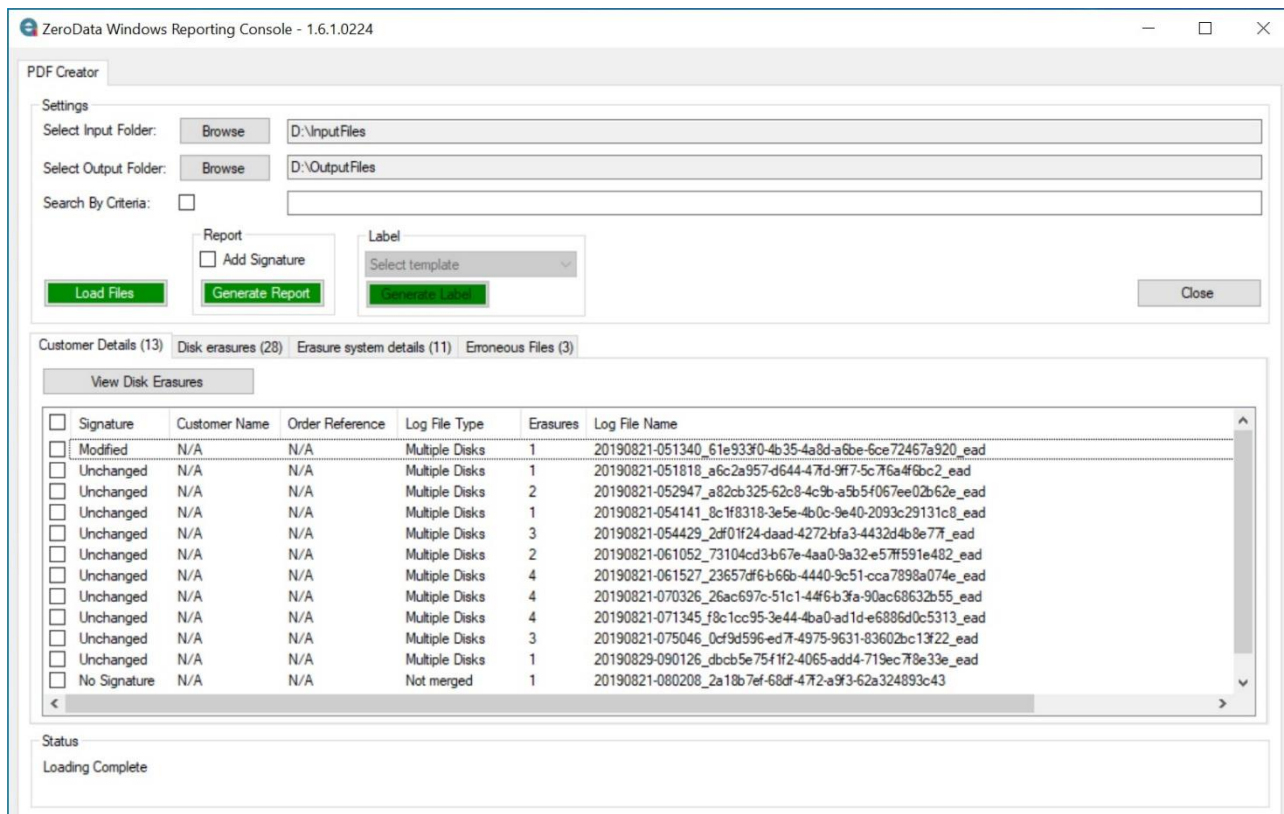 ZeroData Windows Reporting Console - 1.6.1.0224
PDF Creator
Settings
Select Input Folder: Browse D:\InputFiles
Select Output Folder: Browse D:\OutputFiles
Search By Criteria:
Report Label
Add Signature Select template
Load Files Generate Report Generate Label Close
Customer Details (13) Disk erasures (28) Erasure system details (11) Erroneous Files (3)
View Disk Erasures
Signature Customer Name Order Reference Log File Type Erasures Log File Name
Modified N/A N/A Multiple Disks 1 20190821-051340_61e933f0-4b35-4a8d-a6be-6ce72467a920_ead
Unchanged N/A N/A Multiple Disks 1 20190821-051818_a6c2a957-d644-47fd-9ff7-5c7f6a4f6bc2_ead
Unchanged N/A N/A Multiple Disks 2 20190821-052947_a82cb325-62c8-4c9b-a5b5-f067ee02b62e_ead
Unchanged N/A N/A Multiple Disks 1 20190821-054141_8c1f8318-3e5e-4b0c-9e40-2093c29131c8_ead
Unchanged N/A N/A Multiple Disks 3 20190821-054429_2df01f24-daad-4272-bfa3-4432d4b8e77f_ead
Unchanged N/A N/A Multiple Disks 2 20190821-061052_73104cd3-b67e-4aa0-9a32-e57ff591e482_ead
Unchanged N/A N/A Multiple Disks 4 20190821-061527_23657df6-b66b-4440-9c51-cca7898a074e_ead
Unchanged N/A N/A Multiple Disks 4 20190821-070326_26ac697c-51c1-44f6-b3fa-90ac68632b55_ead
Unchanged N/A N/A Multiple Disks 4 20190821-071345_f8c1cc95-3e44-4ba0-ad1d-e6886d0c5313_ead
Unchanged N/A N/A Multiple Disks 3 20190821-075046_0cf9d596-ed7f-4975-9631-83602bc13f22_ead
Unchanged N/A N/A Multiple Disks 1 20190829-090126_dbcb5e75-f1f2-4065-add4-719ec7f8e33e_ead
No Signature N/A N/A Not merged 1 20190821-080208_2a18b7ef-68df-47f2-a9f3-62a324893c43
Status
Loading Complete